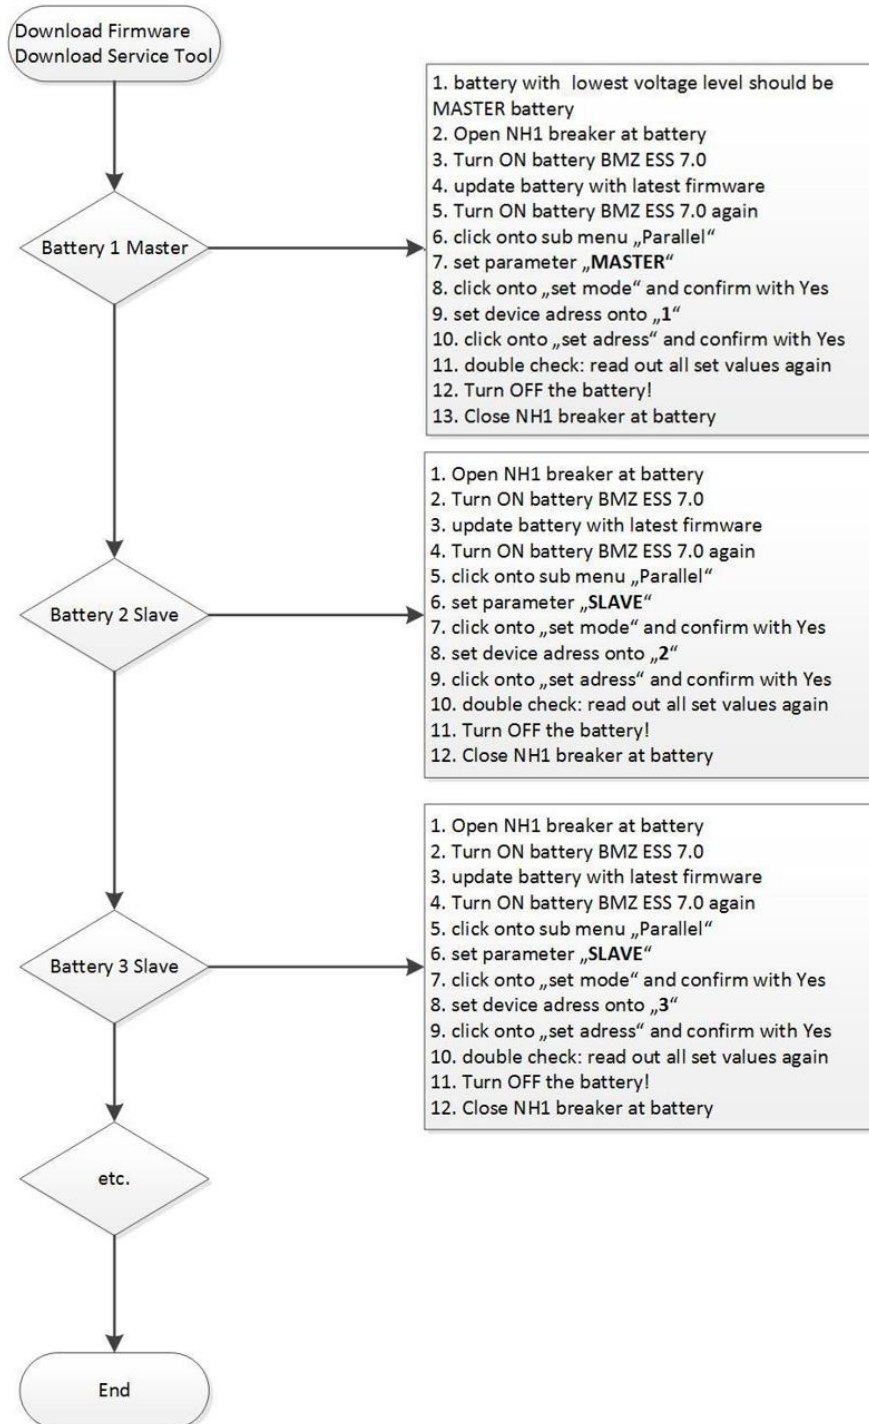 Download Firmware
Download Service Tool
1. battery with  lowest voltage level should be
MASTER battery
2. Open NH1 breaker at battery
3. Turn ON battery BMZ ESS 7.0
4. update battery with latest firmware
5. Turn ON battery BMZ ESS 7.0 again
6. click onto sub menu „Parallel“
7. set parameter „MASTER“
8. click onto „set mode“ and confirm with Yes
9. set device adress onto „1“
10. click onto „set adress“ and confirm with Yes
11. double check: read out all set values again
12. Turn OFF the battery!
13. Close NH1 breaker at battery
Battery 1 Master
1. Open NH1 breaker at battery
2. Turn ON battery BMZ ESS 7.0
3. update battery with latest firmware
4. Turn ON battery BMZ ESS 7.0 again
5. click onto sub menu „Parallel“
6. set parameter „SLAVE“
7. click onto „set mode“ and confirm with Yes
8. set device adress onto „2“
9. click onto „set adress“ and confirm with Yes
10. double check: read out all set values again
11. Turn OFF the battery!
12. Close NH1 breaker at battery
Battery 2 Slave
1. Open NH1 breaker at battery
2. Turn ON battery BMZ ESS 7.0
3. update battery with latest firmware
4. Turn ON battery BMZ ESS 7.0 again
5. click onto sub menu „Parallel“
6. set parameter „SLAVE“
7. click onto „set mode“ and confirm with Yes
8. set device adress onto „3“
9. click onto „set adress“ and confirm with Yes
10. double check: read out all set values again
11. Turn OFF the battery!
12. Close NH1 breaker at battery
Battery 3 Slave
etc.
End